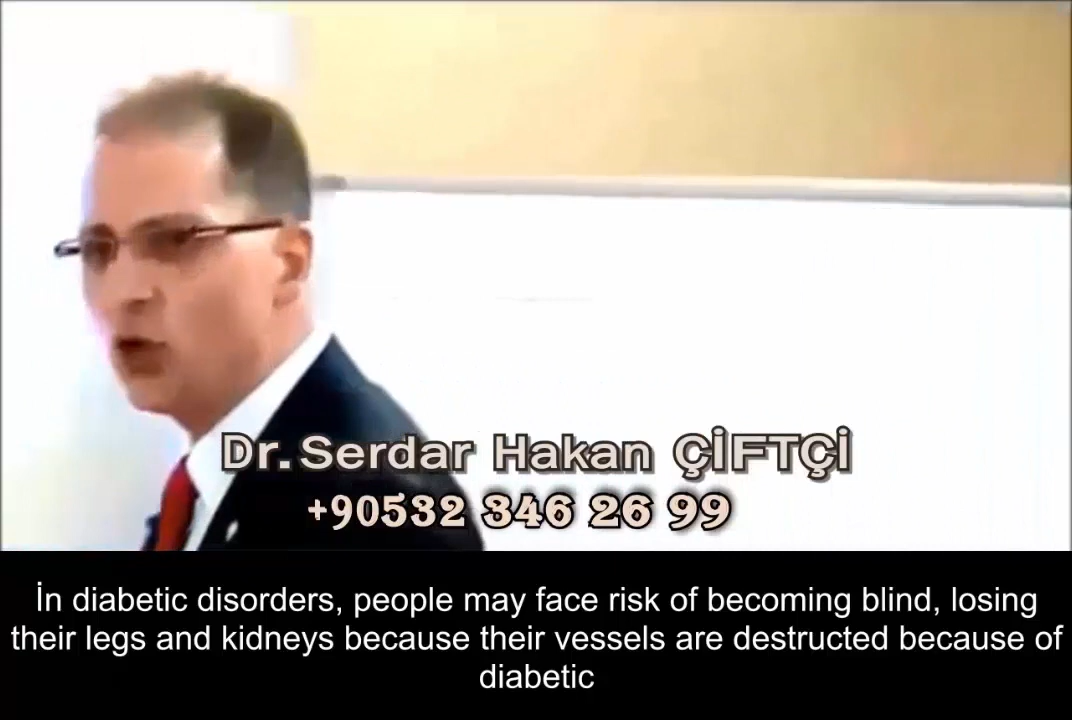 Dr. Serdar Hakan ÇİFTÇİ
+90532 346 26 99
İn diabetic disorders, people may face risk of becoming blind, losing
their legs and kidneys because their vessels are destructed because of
diabetic